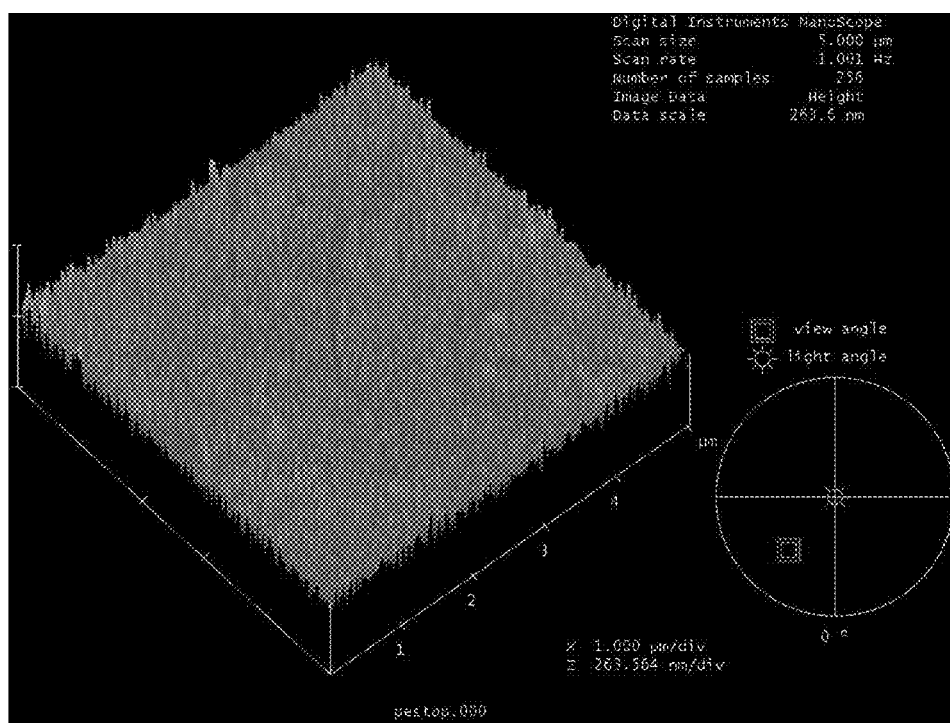 Digital Instruments NanoScope
Scan size 5.000 µm
Scan rate 1.001 Hz
Number of samples 256
Image Data Height
Data scale 263.6 nm
view angle
light angle
µm
4
3
2
1
X 1.000 µm/div
Z 263.564 nm/div
pestop.000